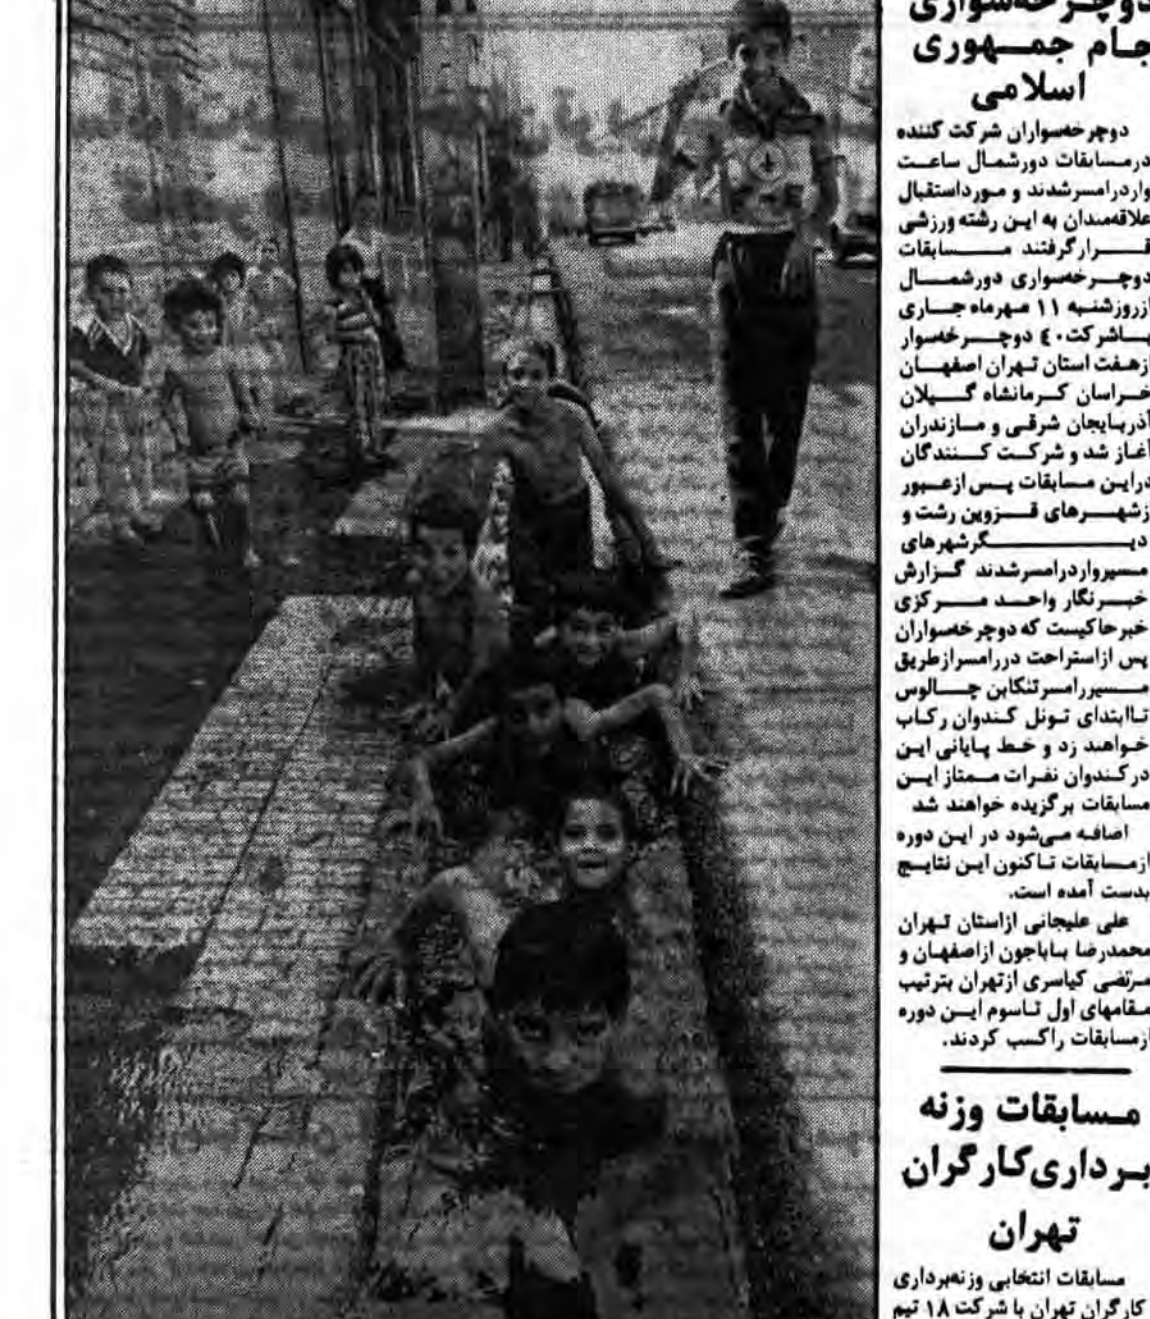 دوچرخه‌سواری
جام جمهوری
اسلامی
دوچرخه‌سواران شرکت کننده
درمسابقات دورشمال ساعت
واردرامسرشدند و مورداستقبال
علاقه‌مندان به این رشته ورزشی
قرارگرفتند مسابقات
دوچرخه‌سواری دورشمال
ازروزشنبه ۱۱ مهرماه جاری
باشرکت۴۰ دوچرخه‌سوار
ازهفت استان تهران اصفهان
خراسان کرمانشاه گیلان
آذربایجان شرقی و مازندران
آغاز شد و شرکت کنندگان
دراین مسابقات پس ازعبور
ازشهرهای قزوین رشت و
دیگرشهرهای
مسیرواردرامسرشدند گزارش
خبرنگار واحد مرکزی
خبرحاکیست که دوچرخه‌سواران
پس ازاستراحت دررامسرازطریق
مسیررامسرتنکابن چالوس
تاابتدای تونل کندوان رکاب
خواهند زد و خط پایانی این
درکندوان نفرات ممتاز این
مسابقات برگزیده خواهند شد
اضافه می‌شود در این دوره
ازمسابقات تاکنون این نتایج
بدست آمده است.
علی علیجانی ازاستان تهران
محمدرضا باباجون ازاصفهان و
مرتضی کیاسری ازتهران بترتیب
مقامهای اول تاسوم این دوره
ازمسابقات راکسب کردند.
مسابقات وزنه
برداری‌کارگران
تهران
مسابقات انتخابی وزنه‌برداری
کارگران تهران با شرکت ۱۸ تیم